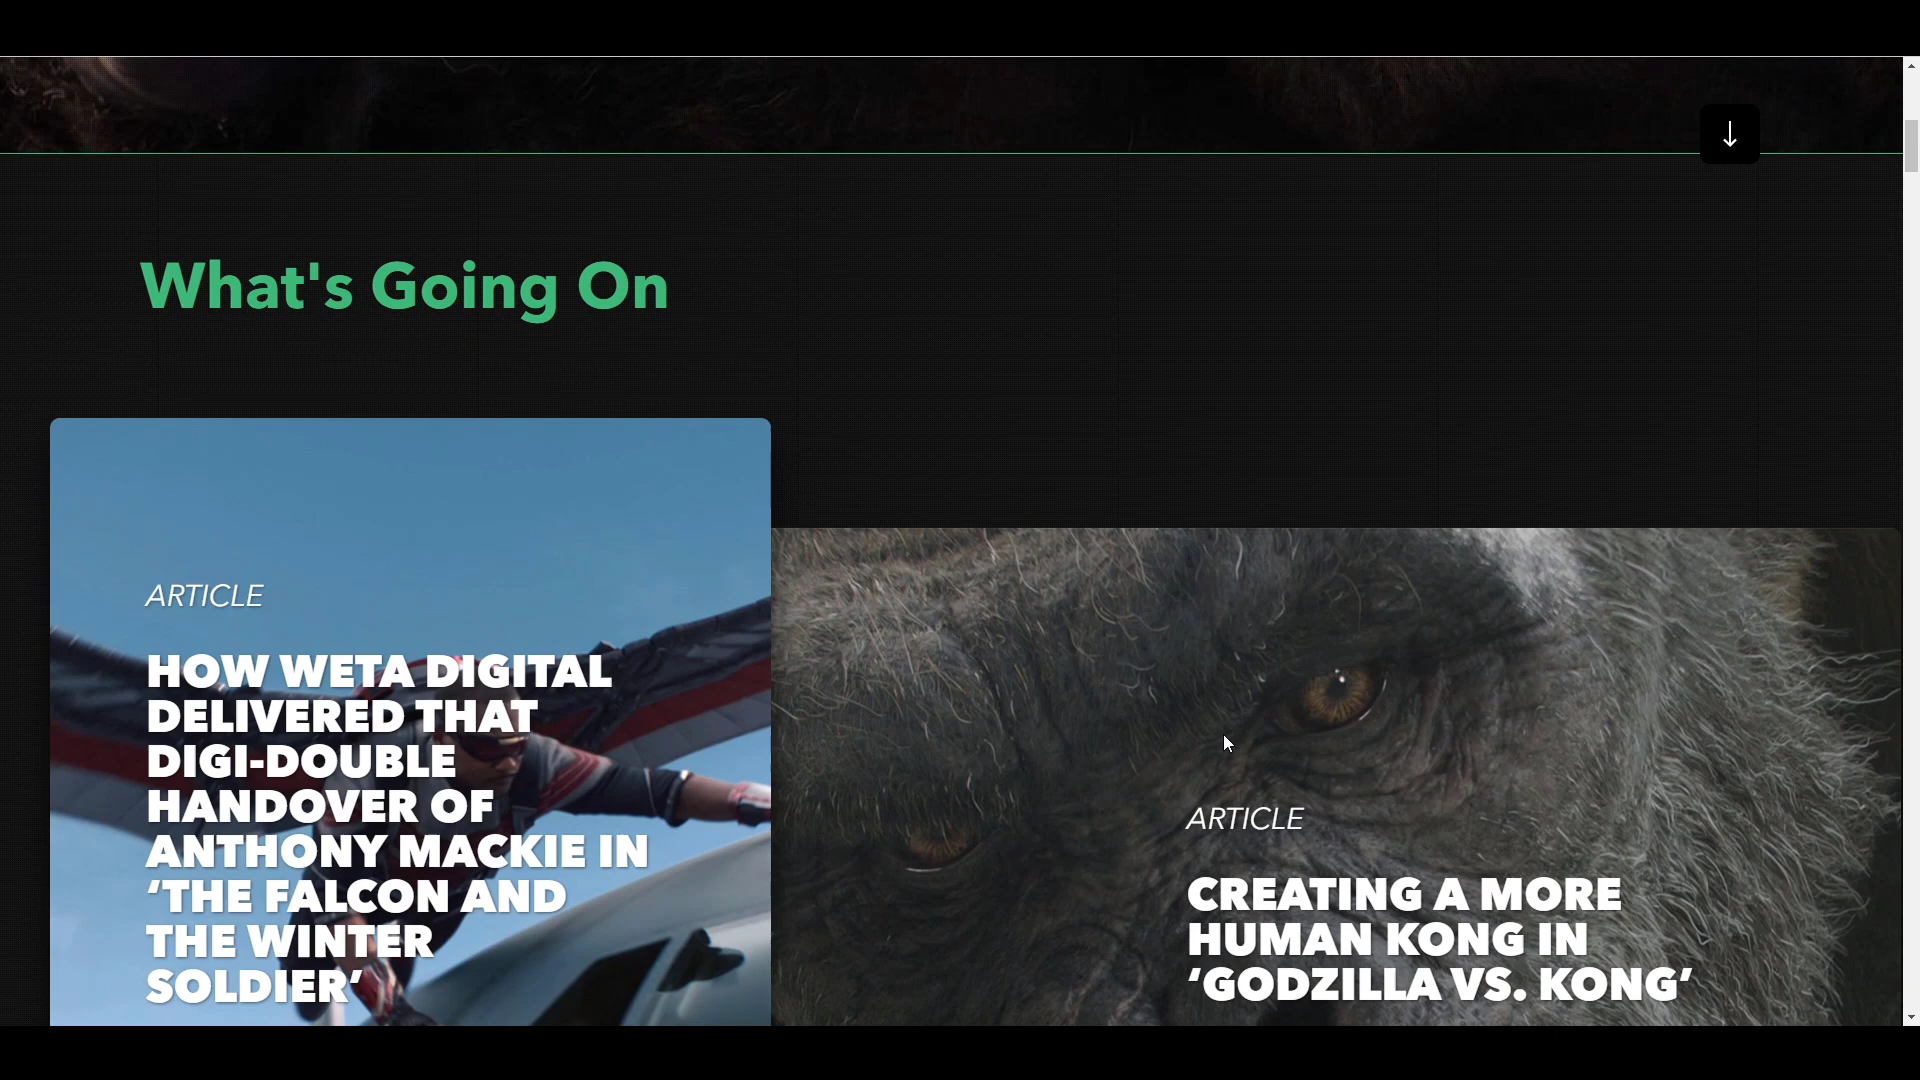 What's Going On
ARTICLE
HOW WETA DIGITAL
DELIVERED THAT
DIGI-DOUBLE
HANDOVER OF
ANTHONY MACKIE IN
‘THE FALCON AND
THE WINTER
SOLDIER’
ARTICLE
CREATING A MORE
HUMAN KONG IN
‘GODZILLA VS. KONG’